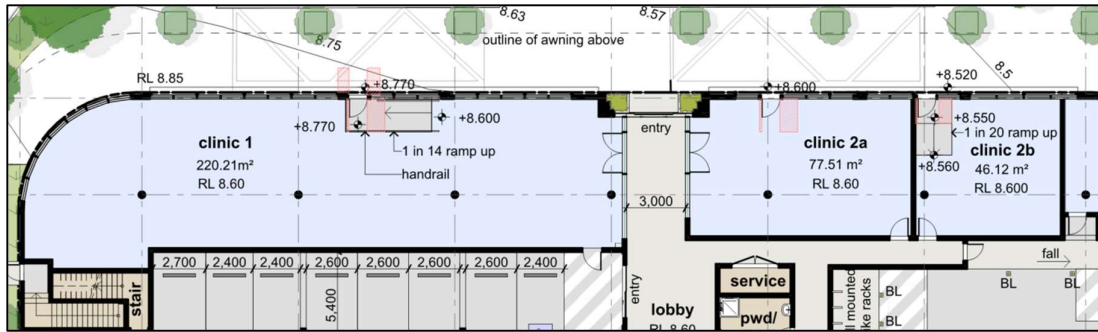 8.63
8.57
8.75
outline of awning above
8.5
RL 8.85
+8.770
+8.600
+8.520
+8.770
+8.600
+8.550
entry
clinic 1
220.21m²
RL 8.60
1 in 14 ramp up
handrail
clinic 2a
77.51 m²
RL 8.60
1 in 20 ramp up
clinic 2b
+8.560
46.12 m²
RL 8.600
3,000
2,700
2,400
2,400
2,600
2,600
2,600
2,600
2,400
5,400
stair
entry
lobby
RL 8.60
service
pwd/
fall
BL
BL
BL
BL